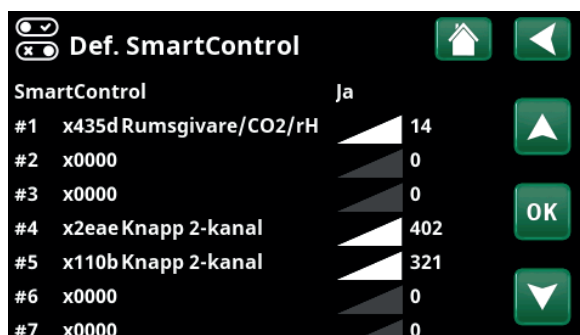 Def. SmartControl
SmartControl Ja
#1 x435d Rumsgivare/CO2/rH 14
#2 x0000 0
#3 x0000 0
#4 x2eae Knapp 2-kanal 402
#5 x110b Knapp 2-kanal 321
#6 x0000 0
#7 x0000 0
OK